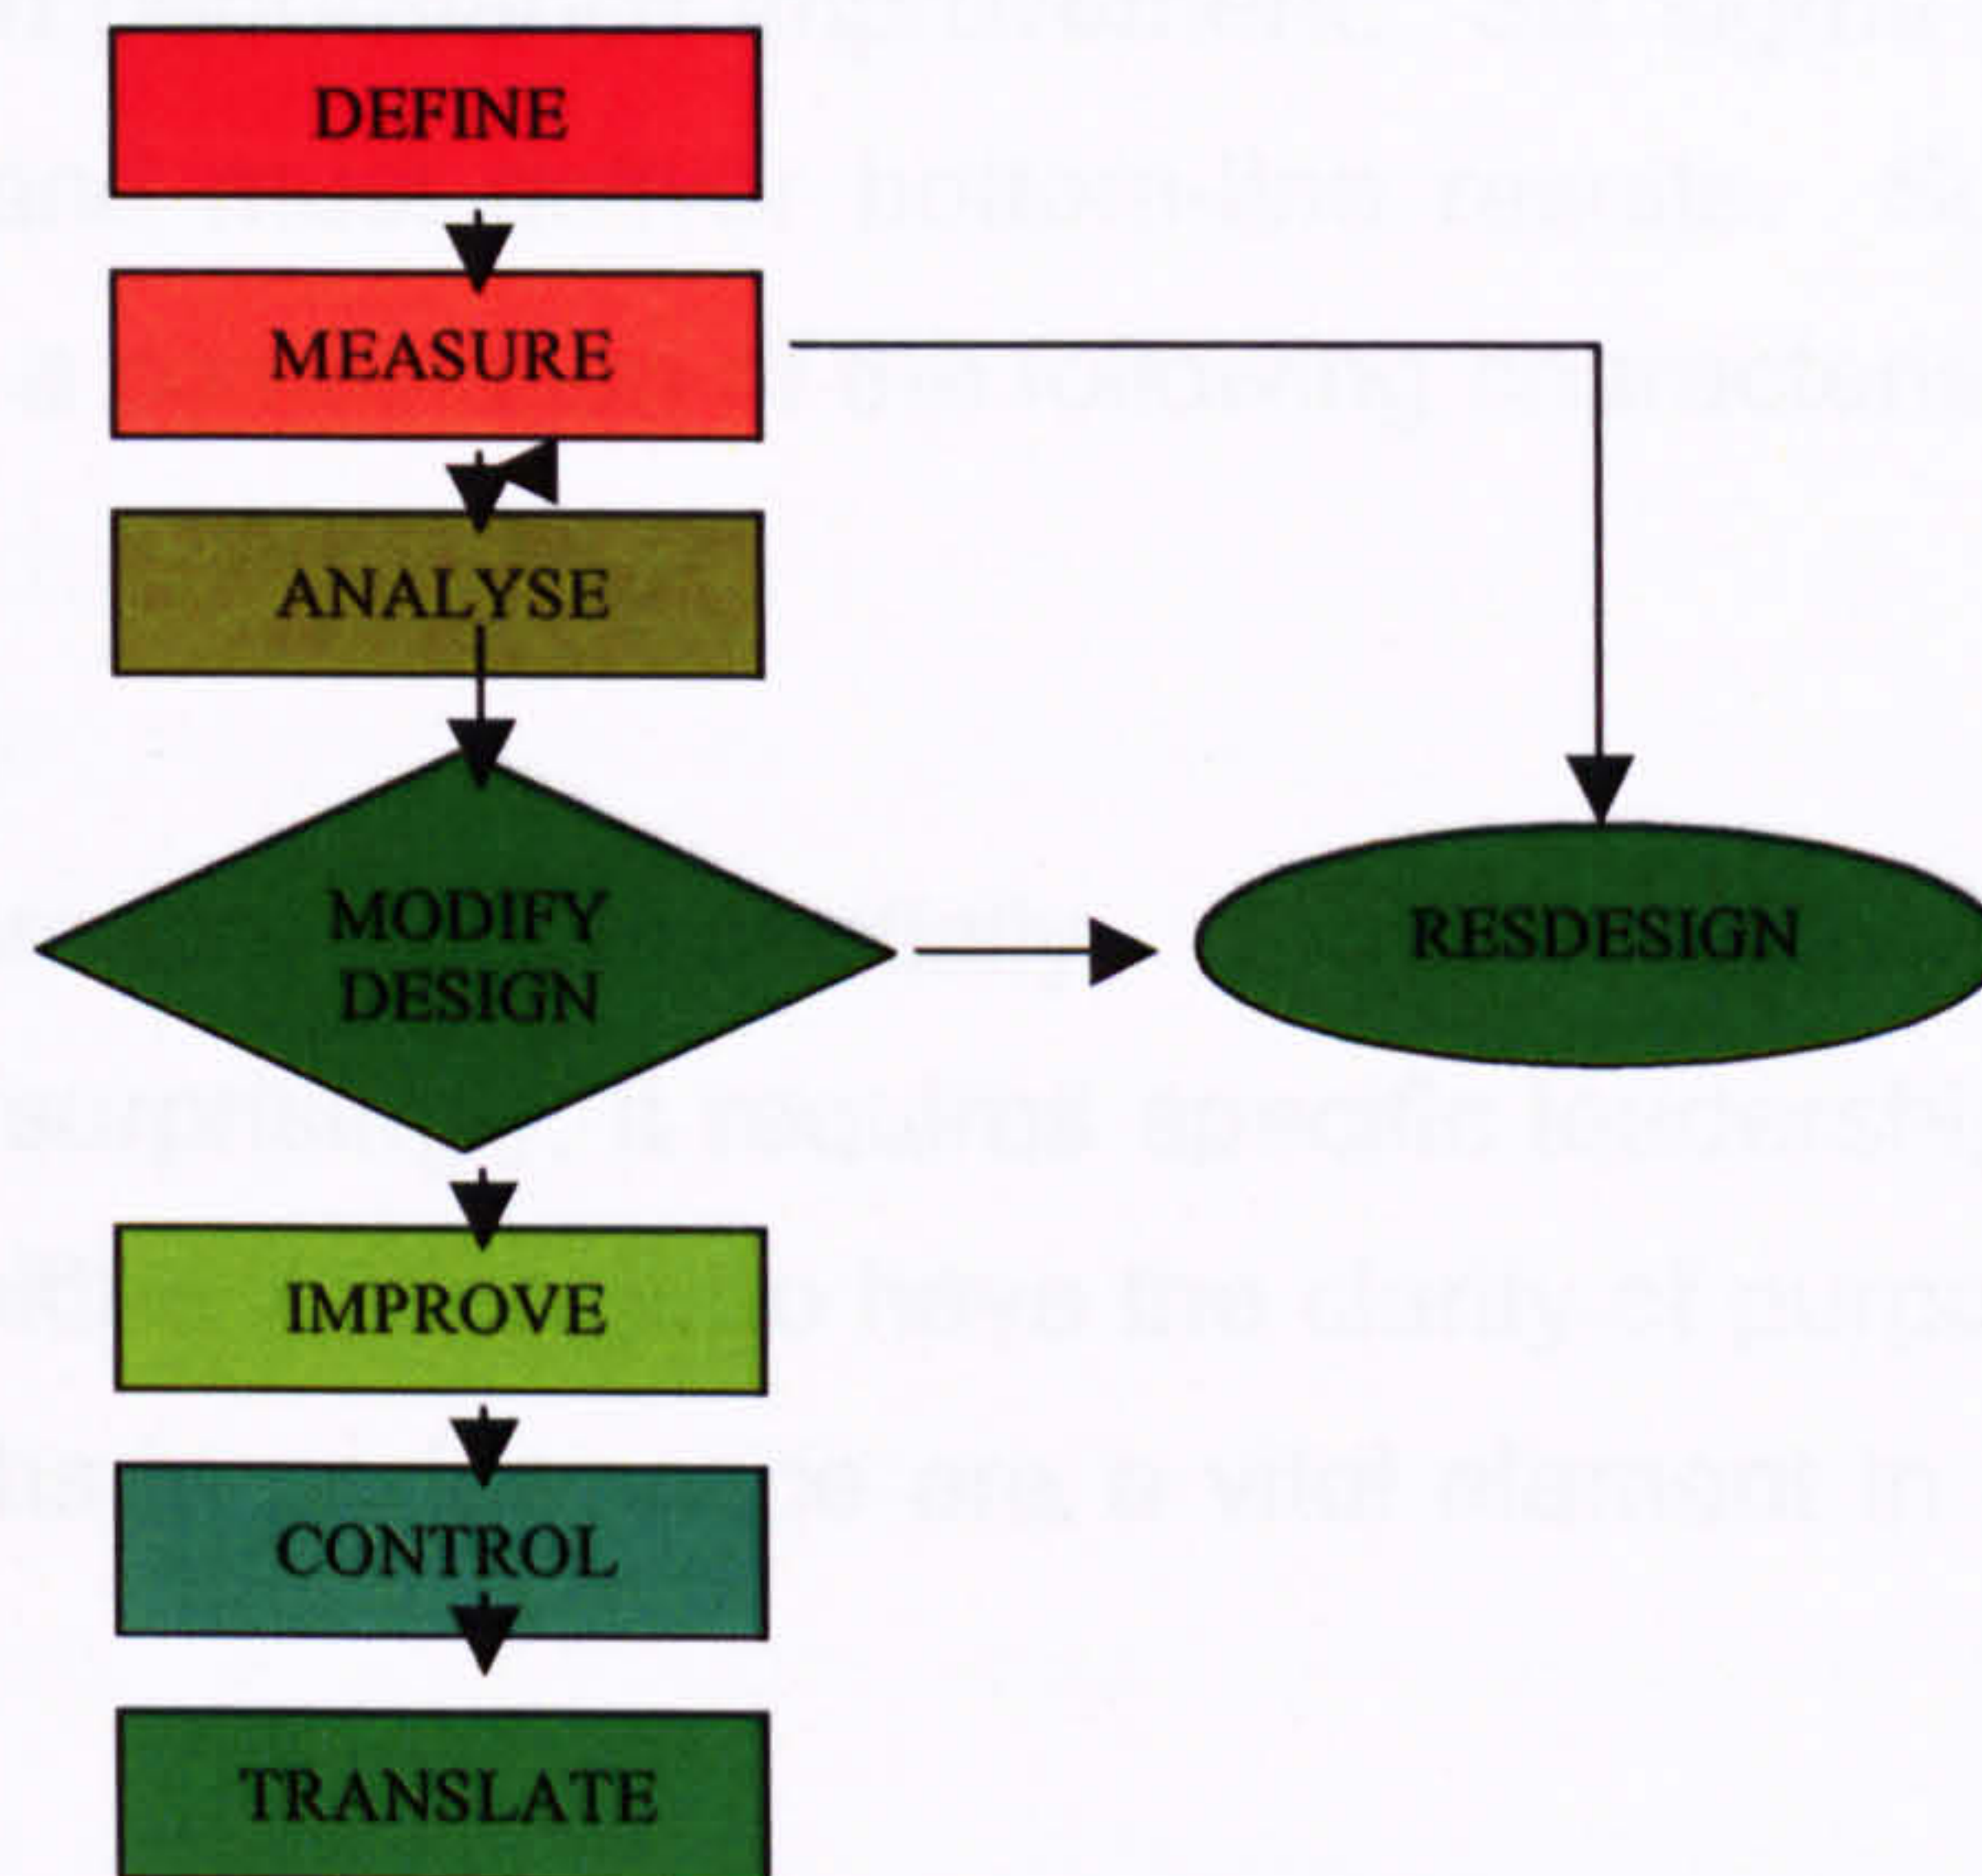 DEFINE
MEASURE
ANALYSE
MODIFY
DESIGN
RESDESIGN
IMPROVE
CONTROL
TRANSLATE